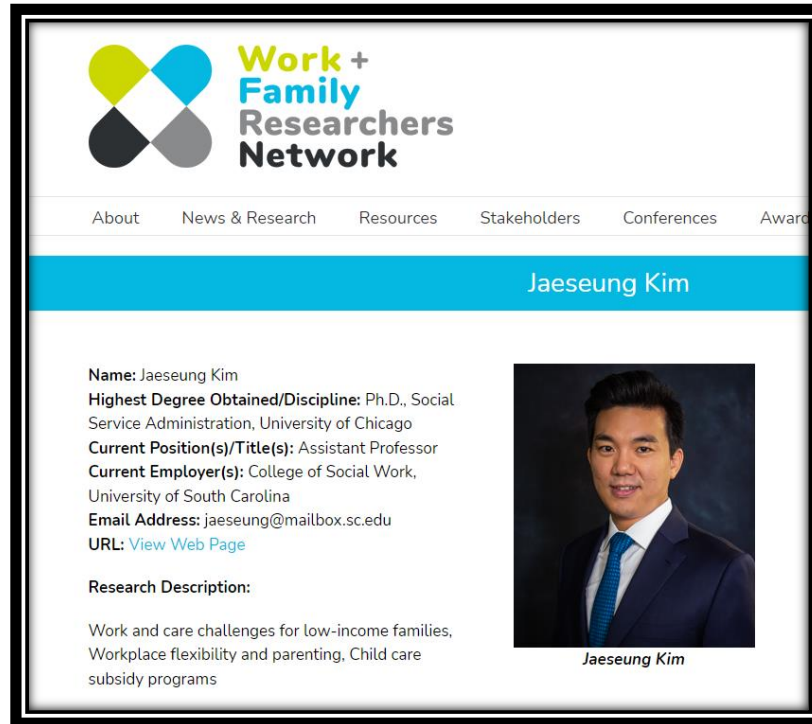 Work +
Family
Researchers
Network
About News & Research Resources Stakeholders Conferences Award
Jaeseung Kim
Name: Jaeseung Kim
Highest Degree Obtained/Discipline: Ph.D., Social
Service Administration, University of Chicago
Current Position(s)/Title(s): Assistant Professor
Current Employer(s): College of Social Work,
University of South Carolina
Email Address: jaeseung@mailbox.sc.edu
URL: View Web Page
Research Description:
Work and care challenges for low-income families,
Workplace flexibility and parenting, Child care
subsidy programs
Jaeseung Kim